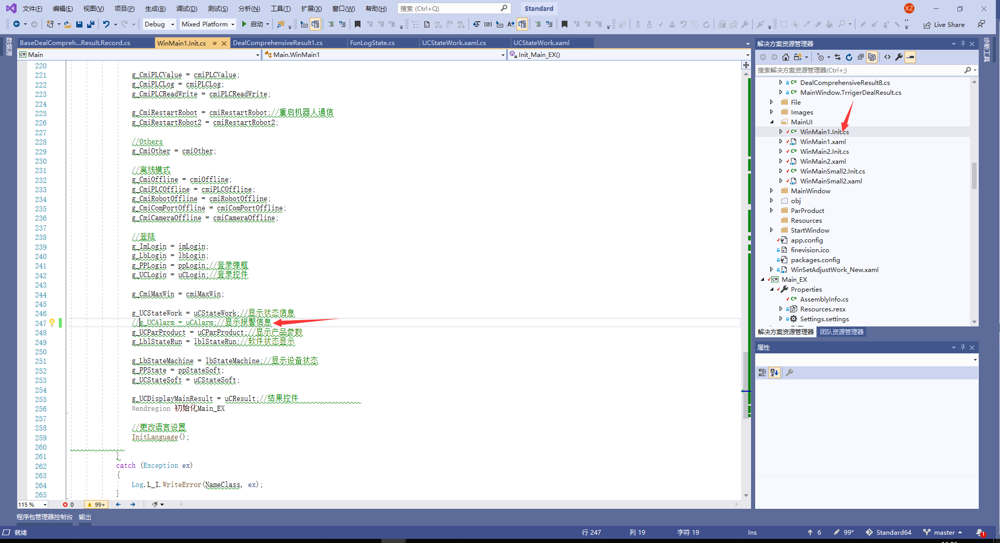 文件(F) 编辑(E) 视图(V) 项目(P) 生成(B) 调试(D) 测试(S) 分析(N) 工具(T) 扩展(X) 窗口(W) 帮助(H) 搜索 (Ctrl+Q) Standard XZ
Debug Mixed Platform 启动 Live Share
数据源
BaseDealCompreh...Result.Record.cs WinMain1.Init.cs DealComprehensiveResult1.cs FunLogState.cs UCStateWork.xaml.cs UCStateWork.xaml
Main Main.WinMain1 Init_Main_EX()
220
221 g_CmiPLCValue = cmiPLCValue;
222 g_CmiPLCLog = cmiPLCLog;
223 g_CmiPLCReadWrite = cmiPLCReadWrite;
224
225 g_CmiRestartRobot = cmiRestartRobot;//重启机器人通信
226 g_CmiRestartRobot2 = cmiRestartRobot2;
227
228 //Others
229 g_CmiOther = cmiOther;
230
231 //离线模式
232 g_CmiOffline = cmiOffline;
233 g_CmiPLCOffline = cmiPLCOffline;
234 g_CmiRobotOffline = cmiRobotOffline;
235 g_CmiComPortOffline = cmiComPortOffline;
236 g_CmiCameraOffline = cmiCameraOffline;
237
238 //登陆
239 g_ImLogin = imLogin;
240 g_LbLogin = lbLogin;
241 g_PPLogin = ppLogin;//登录弹框
242 g_UCLogin = uCLogin;//登录控件
243
244 g_CmiMaxWin = cmiMaxWin;
245
246 g_UCStateWork = uCStateWork;//显示状态信息
247 //g_UCAlarm = uCAlarm;//显示报警信息
248 g_UCParProduct = uCParProduct;//显示产品参数
249 g_LblStateRun = lblStateRun;//软件状态显示
250
251 g_LbStateMachine = lbStateMachine;//显示设备状态
252 g_PPState = ppStateSoft;
253 g_UCStateSoft = uCStateSoft;
254
255 g_UCDisplayMainResult = uCResult;//结果控件
256 #endregion 初始化Main_EX
257
258 //更改语言设置
259 InitLanguage();
260
261 }
262 catch (Exception ex)
263 {
264 Log.L_I.WriteError(NameClass, ex);
265 }
115 % 0 99+
程序包管理器控制台 输出
解决方案资源管理器
搜索解决方案资源管理器(Ctrl+;)
DealComprehensiveResult8.cs
MainWindow.TrrigerDealResult.cs
File
Images
MainUI
WinMain1.Init.cs
WinMain1.xaml
WinMain2.Init.cs
WinMain2.xaml
WinMainSmall2.Init.cs
WinMainSmall2.xaml
MainWindow
obj
ParProduct
Resources
StartWindow
app.config
finevision.ico
packages.config
WinSetAdjustWork_New.xaml
Main_EX
Properties
AssemblyInfo.cs
Resources.resx
Settings.settings
解决方案资源管理器 团队资源管理器
属性
诊断工具
就绪 行 247 列 19 字符 19 Ins 6 99* Standard64 master 1